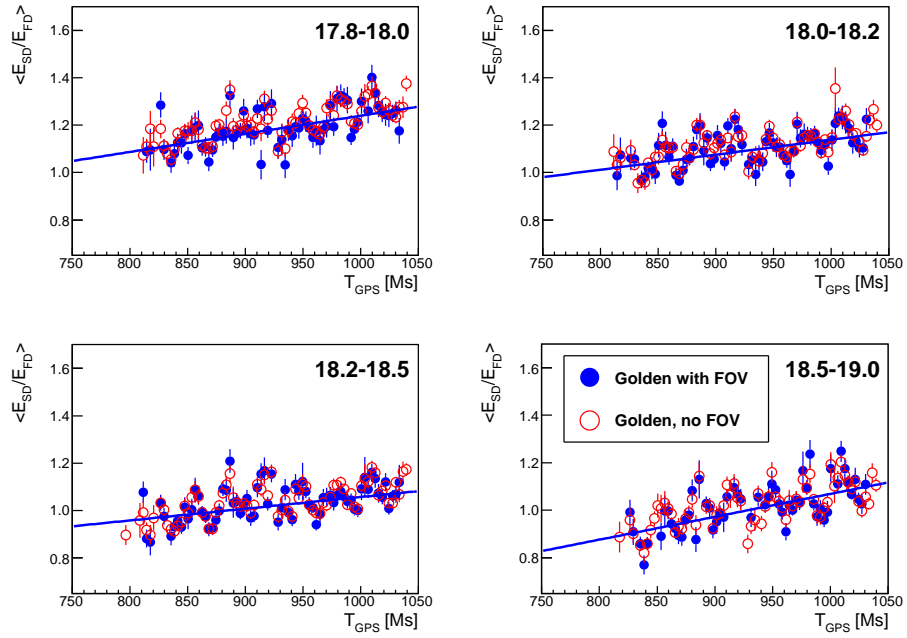 <E_SD/E_FD>
17.8-18.0
1.6
1.4
1.2
1.0
0.8
750 800 850 900 950 1000 1050
T_GPS [Ms]
<E_SD/E_FD>
18.0-18.2
1.6
1.4
1.2
1.0
0.8
750 800 850 900 950 1000 1050
T_GPS [Ms]
<E_SD/E_FD>
18.2-18.5
1.6
1.4
1.2
1.0
0.8
750 800 850 900 950 1000 1050
T_GPS [Ms]
<E_SD/E_FD>
18.5-19.0
Golden with FOV
Golden, no FOV
1.6
1.4
1.2
1.0
0.8
750 800 850 900 950 1000 1050
T_GPS [Ms]